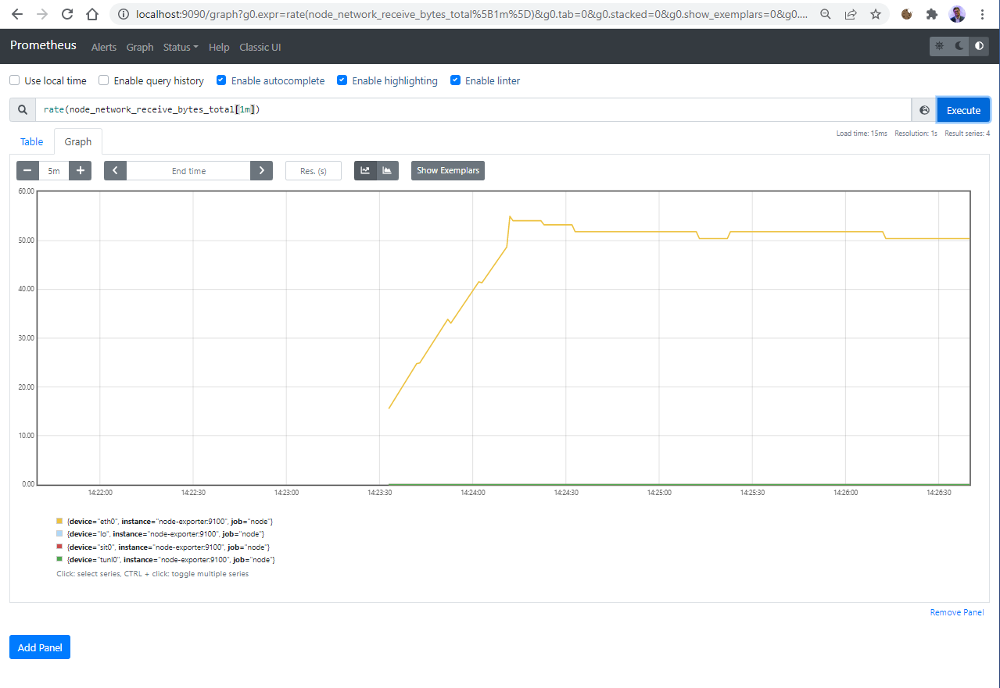 localhost:9090/graph?g0.expr=rate(node_network_receive_bytes_total%5B1m%5D)&g0.tab=0&g0.stacked=0&g0.show_exemplars=0&g0....
Prometheus Alerts Graph Status Help Classic UI
Use local time Enable query history Enable autocomplete Enable highlighting Enable linter
rate(node_network_receive_bytes_total[1m]) Execute
Table Graph Load time: 15ms Resolution: 1s Result series: 4
5m End time Res. (s) Show Exemplars
60.00
50.00
40.00
30.00
20.00
10.00
0.00
14:22:00 14:22:30 14:23:00 14:23:30 14:24:00 14:24:30 14:25:00 14:25:30 14:26:00 14:26:30
{device="eth0", instance="node-exporter:9100", job="node"}
{device="lo", instance="node-exporter:9100", job="node"}
{device="sit0", instance="node-exporter:9100", job="node"}
{device="tunl0", instance="node-exporter:9100", job="node"}
Click: select series, CTRL + click: toggle multiple series
Remove Panel
Add Panel